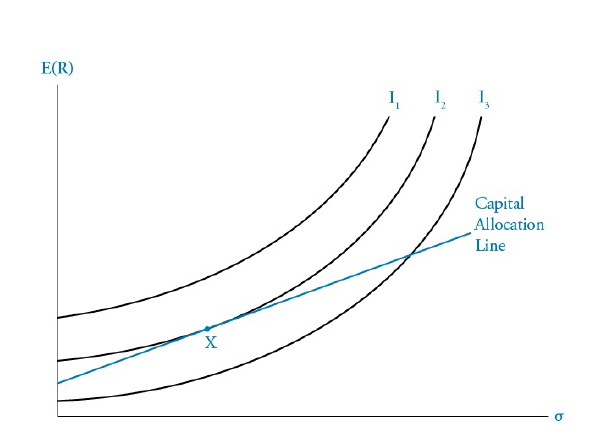 E(R)
I₁
I₂
I₃
Capital
Allocation
Line
X
σ